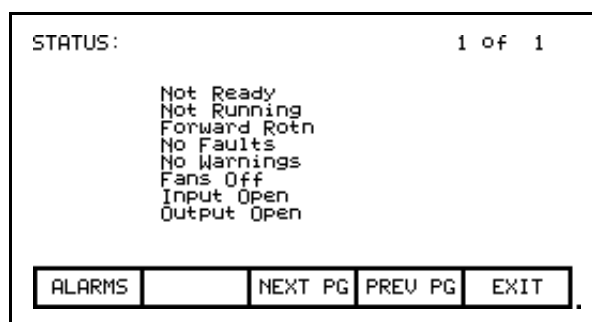 STATUS: 1 of 1
Not Ready
Not Running
Forward Rotn
No Faults
No Warnings
Fans Off
Input Open
Output Open
ALARMS NEXT PG PREV PG EXIT
.